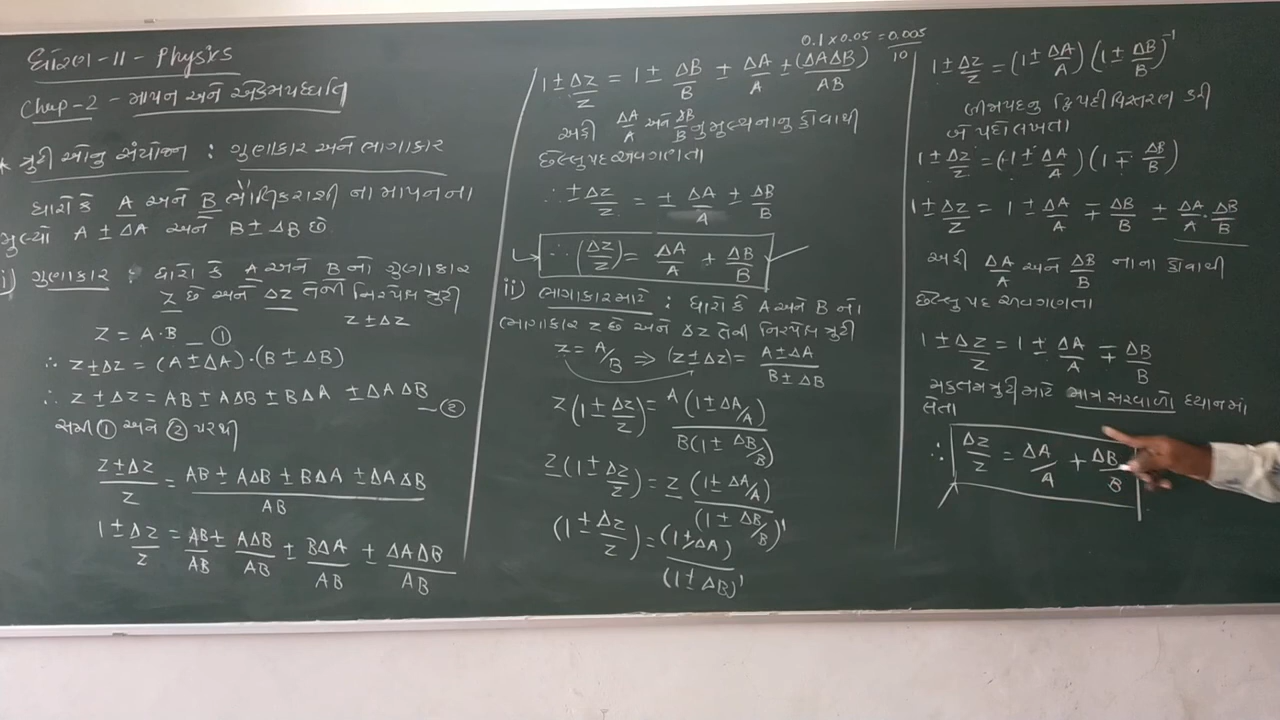 ધોરણ-11 - Physics
Chap-2 - માપન અને એકમપધ્ધતિ
* ત્રુટીઓનુ સંયોજન : ગુણાકાર અને ભાગાકાર
ધારોકે A અને B ભૌતિકરાશી ના માપનના
મુલ્યો A ± ΔA અને B ± ΔB છે.
i) ગુણાકાર : ધારો કે A અને B નો ગુણાકાર
Z છે અને ΔZ તેની નિરપેક્ષ ત્રુટી
Z ± ΔZ
Z = A·B _ ①
∴ Z ± ΔZ = (A ± ΔA)·(B ± ΔB)
∴ Z ± ΔZ = AB ± AΔB ± BΔA ± ΔAΔB _ ②
સમી ① અને ② પરથી
(Z ± ΔZ)/Z = (AB ± AΔB ± BΔA ± ΔAΔB)/AB
1 ± ΔZ/Z = AB/AB ± AΔB/AB ± BΔA/AB ± ΔAΔB/AB
0.1 × 0.05 = 0.005/10
1 ± ΔZ/Z = 1 ± ΔB/B ± ΔA/A ± (ΔAΔB)/AB
અહી ΔA/A અને ΔB/B નુ મુલ્ય નાનુ હોવાથી
છેલ્લુ પદ અવગણતા
∴ ± ΔZ/Z = ± ΔA/A ± ΔB/B
∴ (ΔZ/Z) = ΔA/A + ΔB/B
ii) ભાગાકાર માટે : ધારો કે A અને B નો
ભાગાકાર Z છે અને ΔZ તેની નિરપેક્ષ ત્રુટી
Z = A/B ⇒ (Z ± ΔZ) = (A ± ΔA)/(B ± ΔB)
Z(1 ± ΔZ/Z) = A(1 ± ΔA/A)/B(1 ± ΔB/B)
Z(1 ± ΔZ/Z) = Z(1 ± ΔA/A)/(1 ± ΔB/B)¹
(1 ± ΔZ/Z) = (1 ± ΔA)/(1 ± ΔB)¹
1 ± ΔZ/Z = (1 ± ΔA/A)(1 ± ΔB/B)⁻¹
દ્વિપદી વિસ્તરણ કરી
બે પદો લખતા
1 ± ΔZ/Z = (1 ± ΔA/A)(1 ∓ ΔB/B)
1 ± ΔZ/Z = 1 ± ΔA/A ∓ ΔB/B ± ΔA/A·ΔB/B
અહી ΔA/A અને ΔB/B નાના હોવાથી
છેલ્લુ પદ અવગણતા
1 ± ΔZ/Z = 1 ± ΔA/A ∓ ΔB/B
મહતમ ત્રુટી માટે માત્ર સરવાળો ધ્યાનમાં
લેતા
∴ ΔZ/Z = ΔA/A + ΔB/B